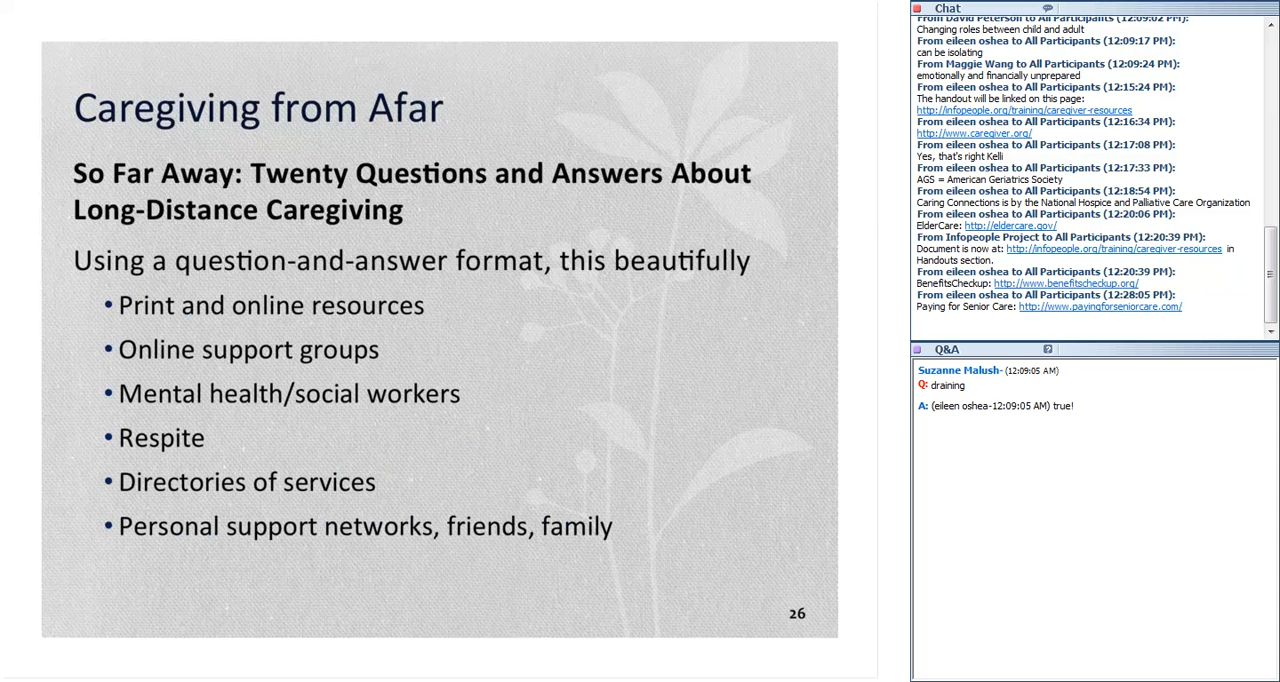 Caregiving from Afar
So Far Away: Twenty Questions and Answers About
Long-Distance Caregiving
Using a question-and-answer format, this beautifully
• Print and online resources
• Online support groups
• Mental health/social workers
• Respite
• Directories of services
• Personal support networks, friends, family
26
Chat
From David Peterson to All Participants (12:09:02 PM):
Changing roles between child and adult
From eileen oshea to All Participants (12:09:17 PM):
can be isolating
From Maggie Wang to All Participants (12:09:24 PM):
emotionally and financially unprepared
From eileen oshea to All Participants (12:15:24 PM):
The handout will be linked on this page:
http://infopeople.org/training/caregiver-resources
From eileen oshea to All Participants (12:16:34 PM):
http://www.caregiver.org/
From eileen oshea to All Participants (12:17:08 PM):
Yes, that's right Kelli
From eileen oshea to All Participants (12:17:33 PM):
AGS = American Geriatrics Society
From eileen oshea to All Participants (12:18:54 PM):
Caring Connections is by the National Hospice and Palliative Care Organization
From eileen oshea to All Participants (12:20:06 PM):
ElderCare: http://eldercare.gov/
From Infopeople Project to All Participants (12:20:39 PM):
Document is now at: http://infopeople.org/training/caregiver-resources in
Handouts section.
From eileen oshea to All Participants (12:20:39 PM):
BenefitsCheckup: http://www.benefitscheckup.org/
From eileen oshea to All Participants (12:28:05 PM):
Paying for Senior Care: http://www.payingforseniorcare.com/
Q&A
Suzanne Malush- (12:09:05 AM)
Q: draining
A: (eileen oshea-12:09:05 AM) true!